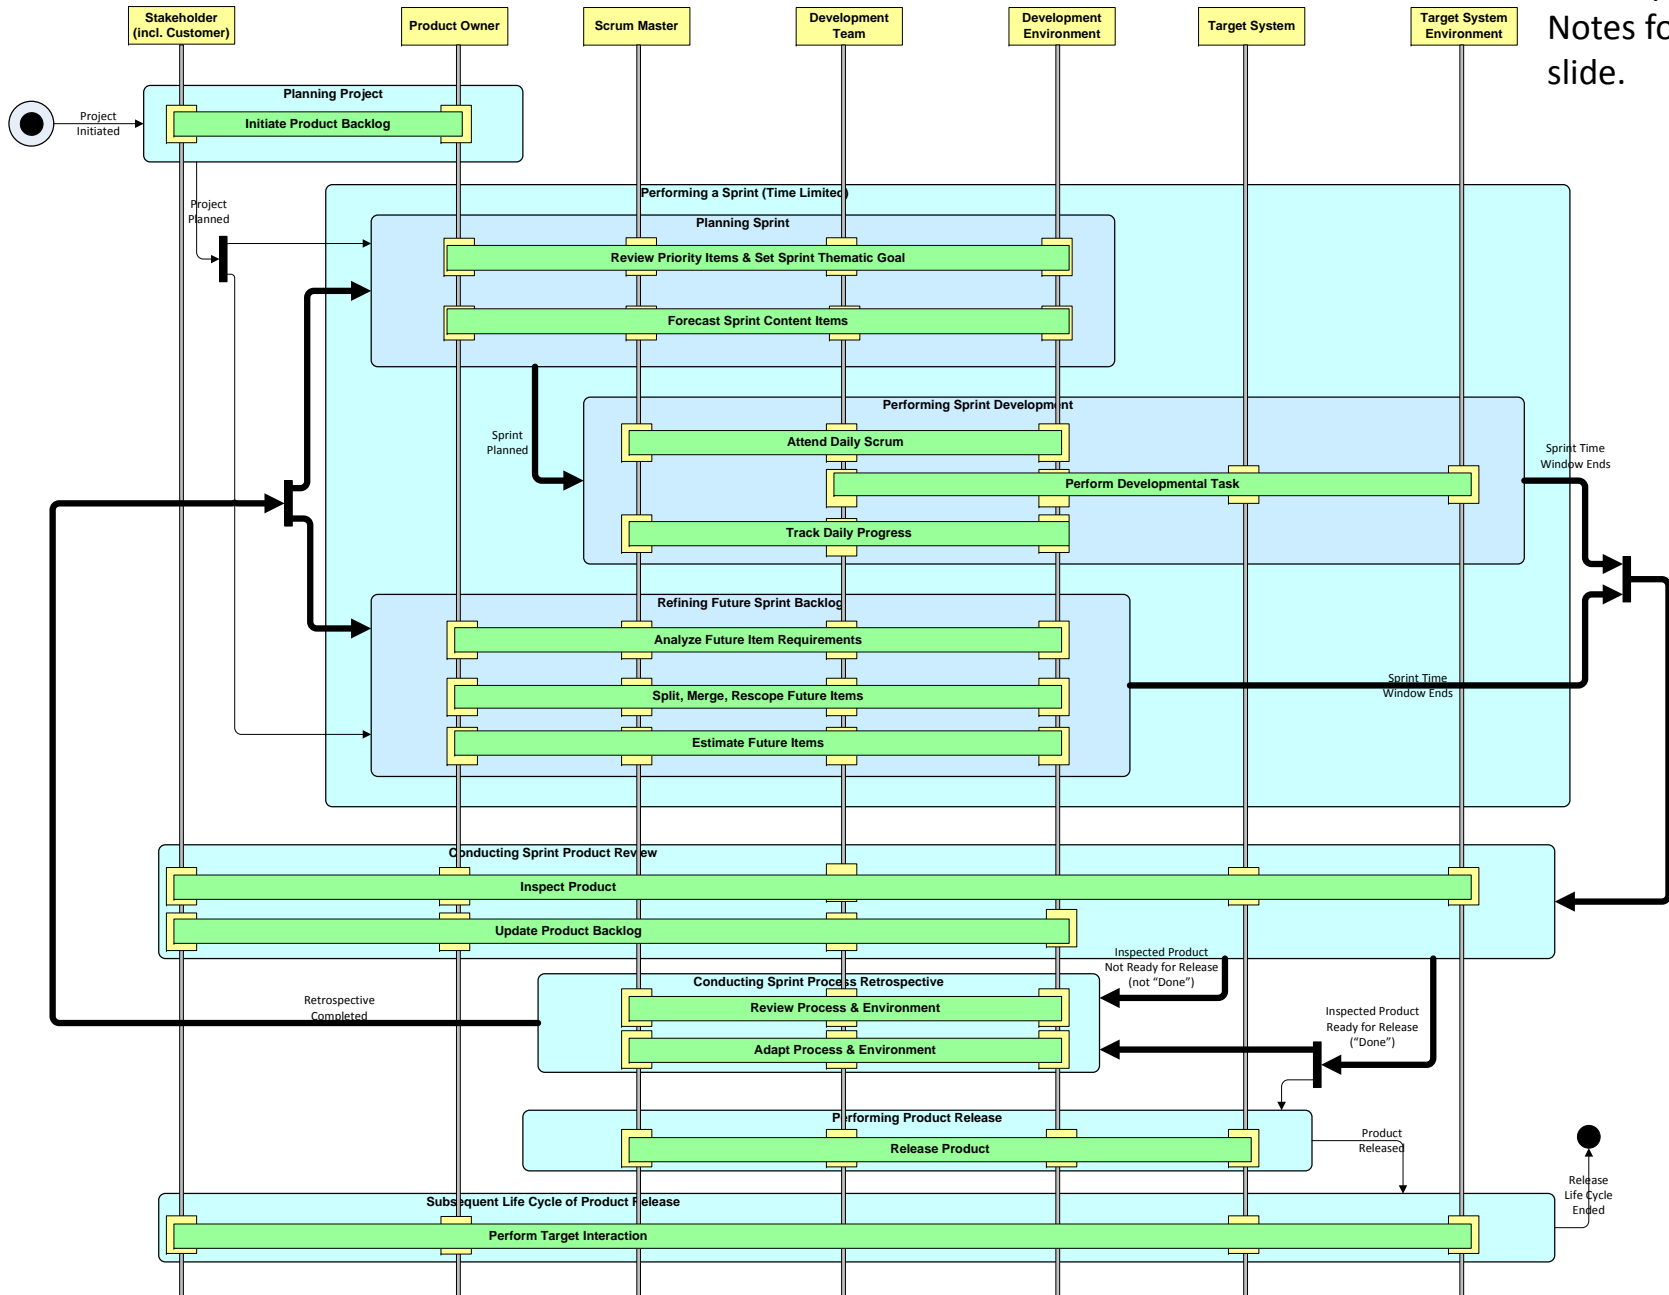 Stakeholder
(incl. Customer)
Product Owner
Scrum Master
Development
Team
Development
Environment
Target System
Target System
Environment
Notes fo
slide.
Planning Project
Project
Initiated
Initiate Product Backlog
Performing a Sprint (Time Limited)
Project
Planned
Planning Sprint
Review Priority Items & Set Sprint Thematic Goal
Forecast Sprint Content Items
Performing Sprint Development
Sprint
Planned
Attend Daily Scrum
Sprint Time
Window Ends
Perform Developmental Task
Track Daily Progress
Refining Future Sprint Backlog
Analyze Future Item Requirements
Split, Merge, Rescope Future Items
Sprint Time
Window Ends
Estimate Future Items
Conducting Sprint Product Review
Inspect Product
Update Product Backlog
Inspected Product
Not Ready for Release
(not “Done”)
Conducting Sprint Process Retrospective
Retrospective
Completed
Review Process & Environment
Inspected Product
Ready for Release
(“Done”)
Adapt Process & Environment
Performing Product Release
Release Product
Product
Released
Release
Life Cycle
Ended
Subsequent Life Cycle of Product Release
Perform Target Interaction